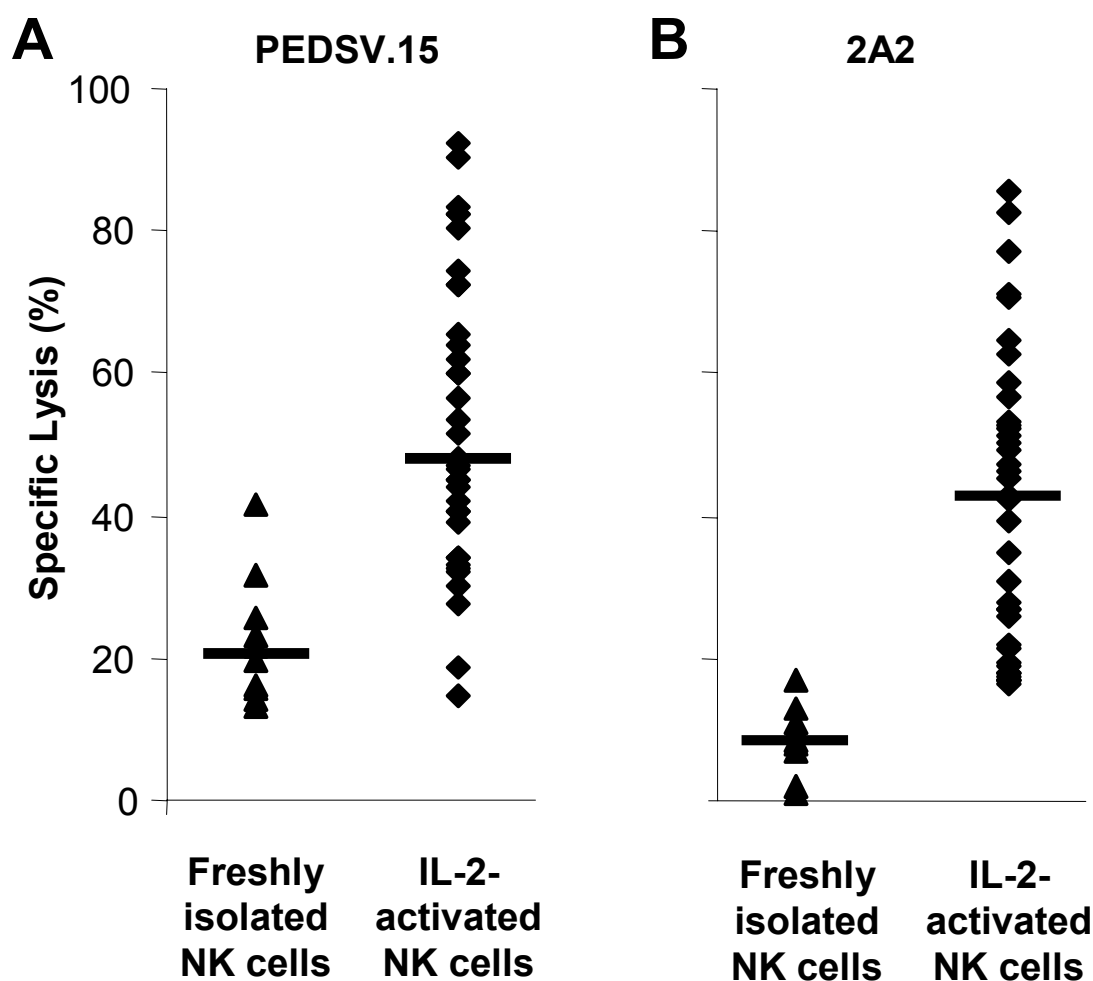 A
PEDSV.15
B
2A2
Specific Lysis (%)
100
80
60
40
20
0
Freshly
isolated
NK cells
IL-2-
activated
NK cells
Freshly
isolated
NK cells
IL-2-
activated
NK cells